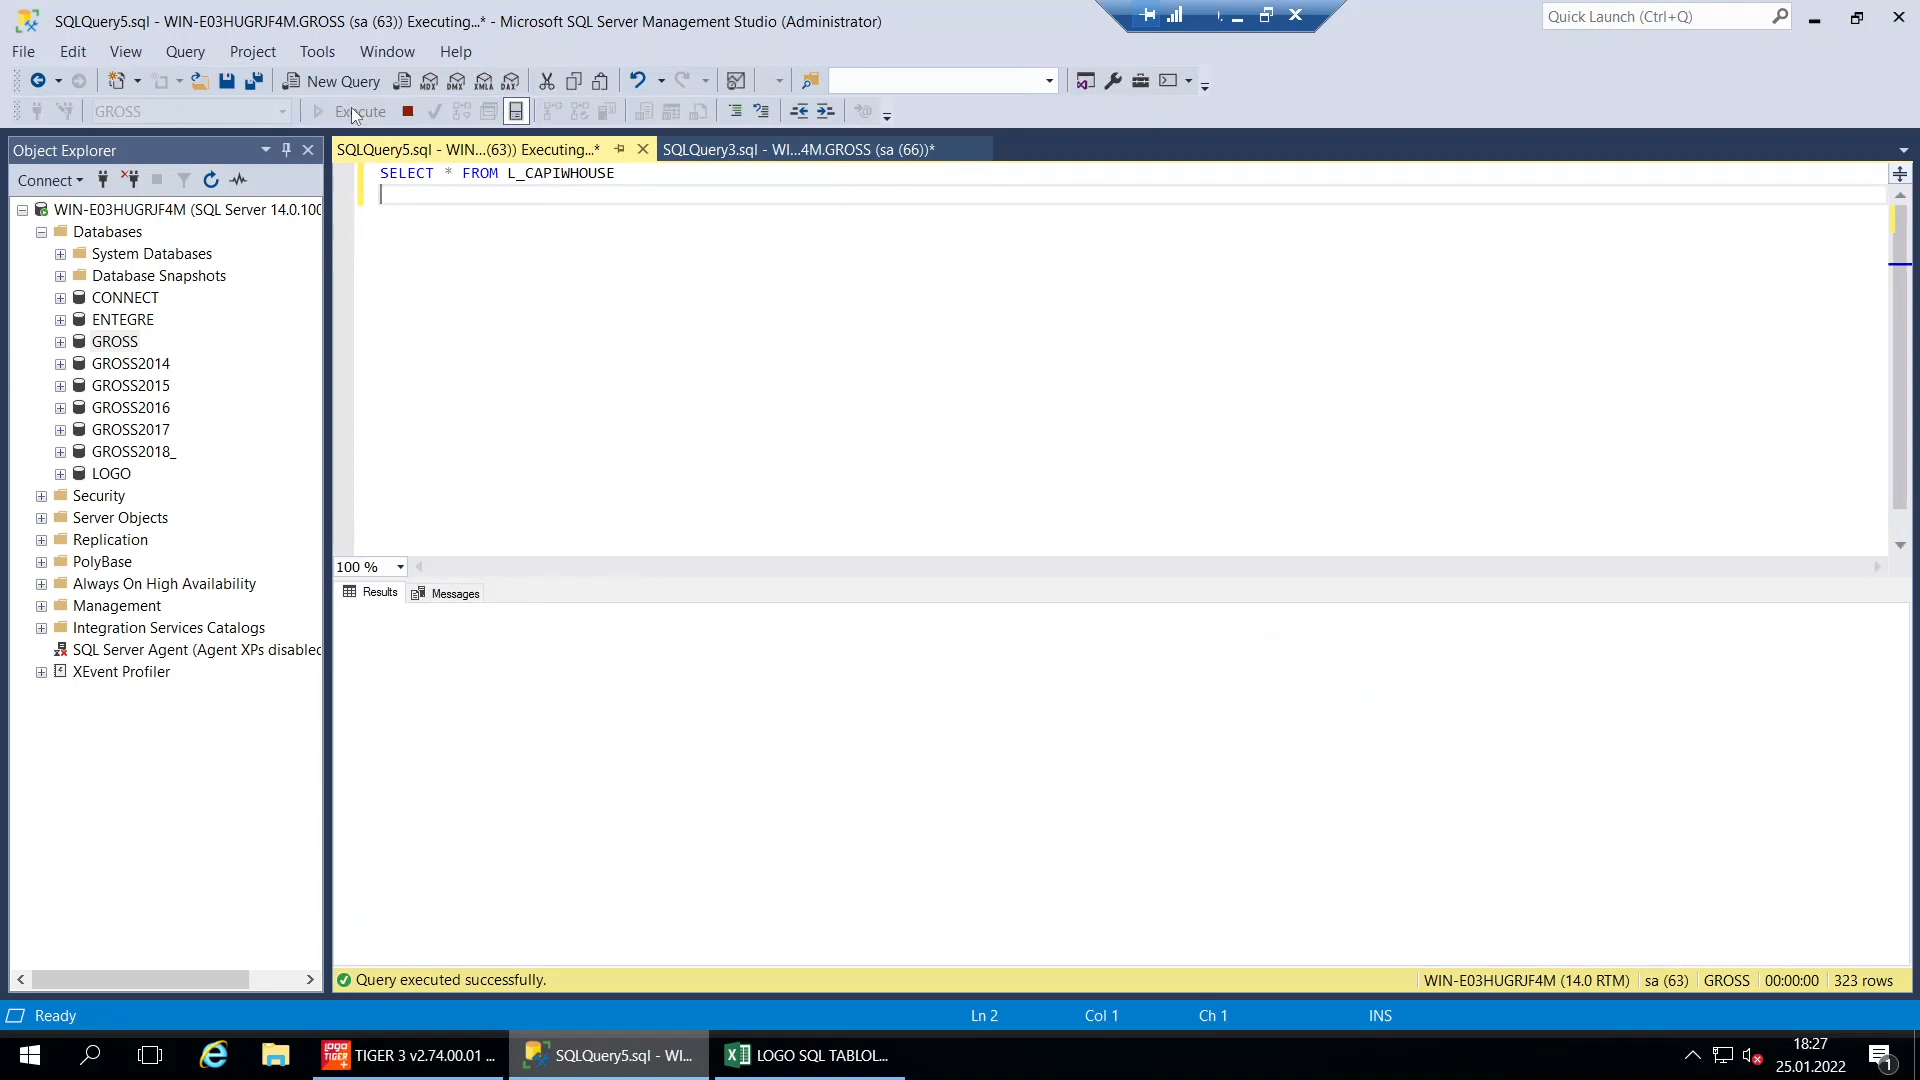 SQLQuery5.sql - WIN-E03HUGRJF4M.GROSS (sa (63)) Executing...* - Microsoft SQL Server Management Studio (Administrator)
Quick Launch (Ctrl+Q)
File Edit View Query Project Tools Window Help
New Query MDX DMX XMLA DAX
GROSS Execute
Object Explorer
SQLQuery5.sql - WIN...(63)) Executing...*
SQLQuery3.sql - WI...4M.GROSS (sa (66))*
Connect
SELECT * FROM L_CAPIWHOUSE
WIN-E03HUGRJF4M (SQL Server 14.0.100
Databases
System Databases
Database Snapshots
CONNECT
ENTEGRE
GROSS
GROSS2014
GROSS2015
GROSS2016
GROSS2017
GROSS2018_
LOGO
Security
Server Objects
Replication
PolyBase
Always On High Availability
Management
Integration Services Catalogs
SQL Server Agent (Agent XPs disabled
XEvent Profiler
100 %
Results Messages
Query executed successfully.
WIN-E03HUGRJF4M (14.0 RTM) sa (63) GROSS 00:00:00 323 rows
Ready Ln 2 Col 1 Ch 1 INS
TIGER 3 v2.74.00.01 ...
SQLQuery5.sql - WI...
LOGO SQL TABLOL...
18:27
25.01.2022
1